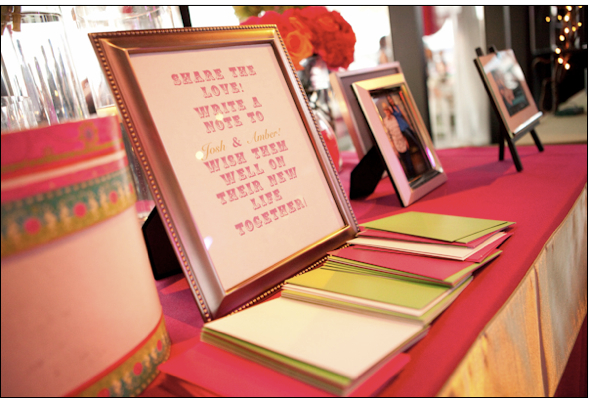 SHARE THE
LOVE!
WRITE A
NOTE TO
Josh & Amber!
WISH THEM
WELL ON
THEIR NEW
LIFE
TOGETHER!